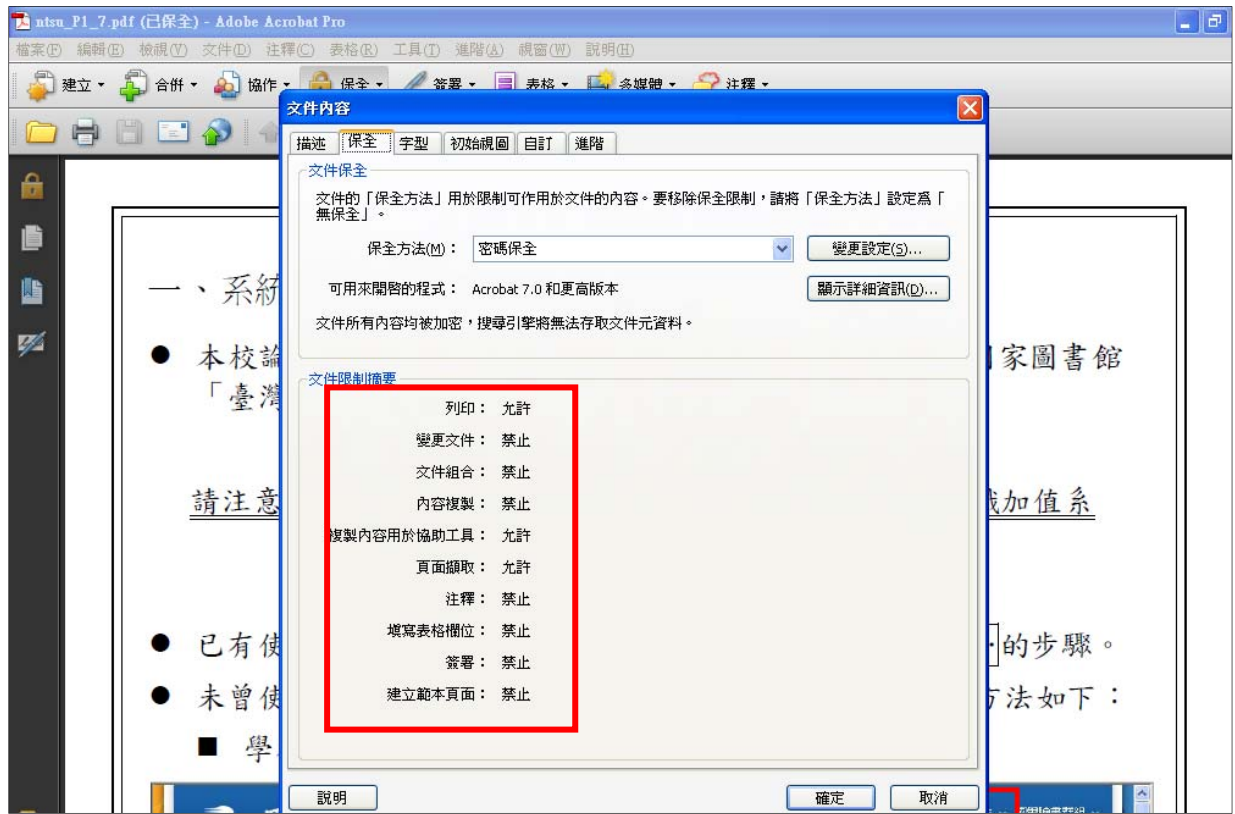 ntsu_P1_7.pdf (已保全) - Adobe Acrobat Pro
檔案(F) 編輯(E) 檢視(V) 文件(D) 注釋(C) 表格(R) 工具(T) 進階(A) 視窗(W) 說明(H)
建立 合併 協作 保全 簽署 表格 多媒體 注釋
文件內容
描述 保全 字型 初始視圖 自訂 進階
文件保全
文件的「保全方法」用於限制可作用於文件的內容。要移除保全限制，請將「保全方法」設定為「
無保全」。
保全方法(M)： 密碼保全 變更設定(S)...
可用來開啓的程式： Acrobat 7.0 和更高版本 顯示詳細資訊(D)...
文件所有內容均被加密，搜尋引擎將無法存取文件元資料。
文件限制摘要
列印： 允許
變更文件： 禁止
文件組合： 禁止
內容複製： 禁止
複製內容用於協助工具： 允許
頁面擷取： 允許
注釋： 禁止
填寫表格欄位： 禁止
簽署： 禁止
建立範本頁面： 禁止
說明 確定 取消
一、系統
● 本校論 家圖書館
「臺灣
請注意 加值系
● 已有使 的步驟。
● 未曾使 方法如下：
■ 學